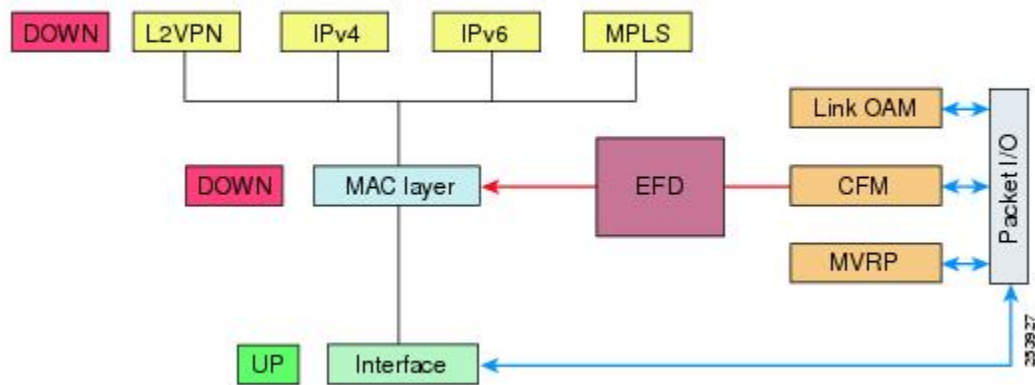 DOWN L2VPN IPv4 IPv6 MPLS
Link OAM
DOWN MAC layer EFD CFM
Packet I/O
MVRP
UP Interface
253927